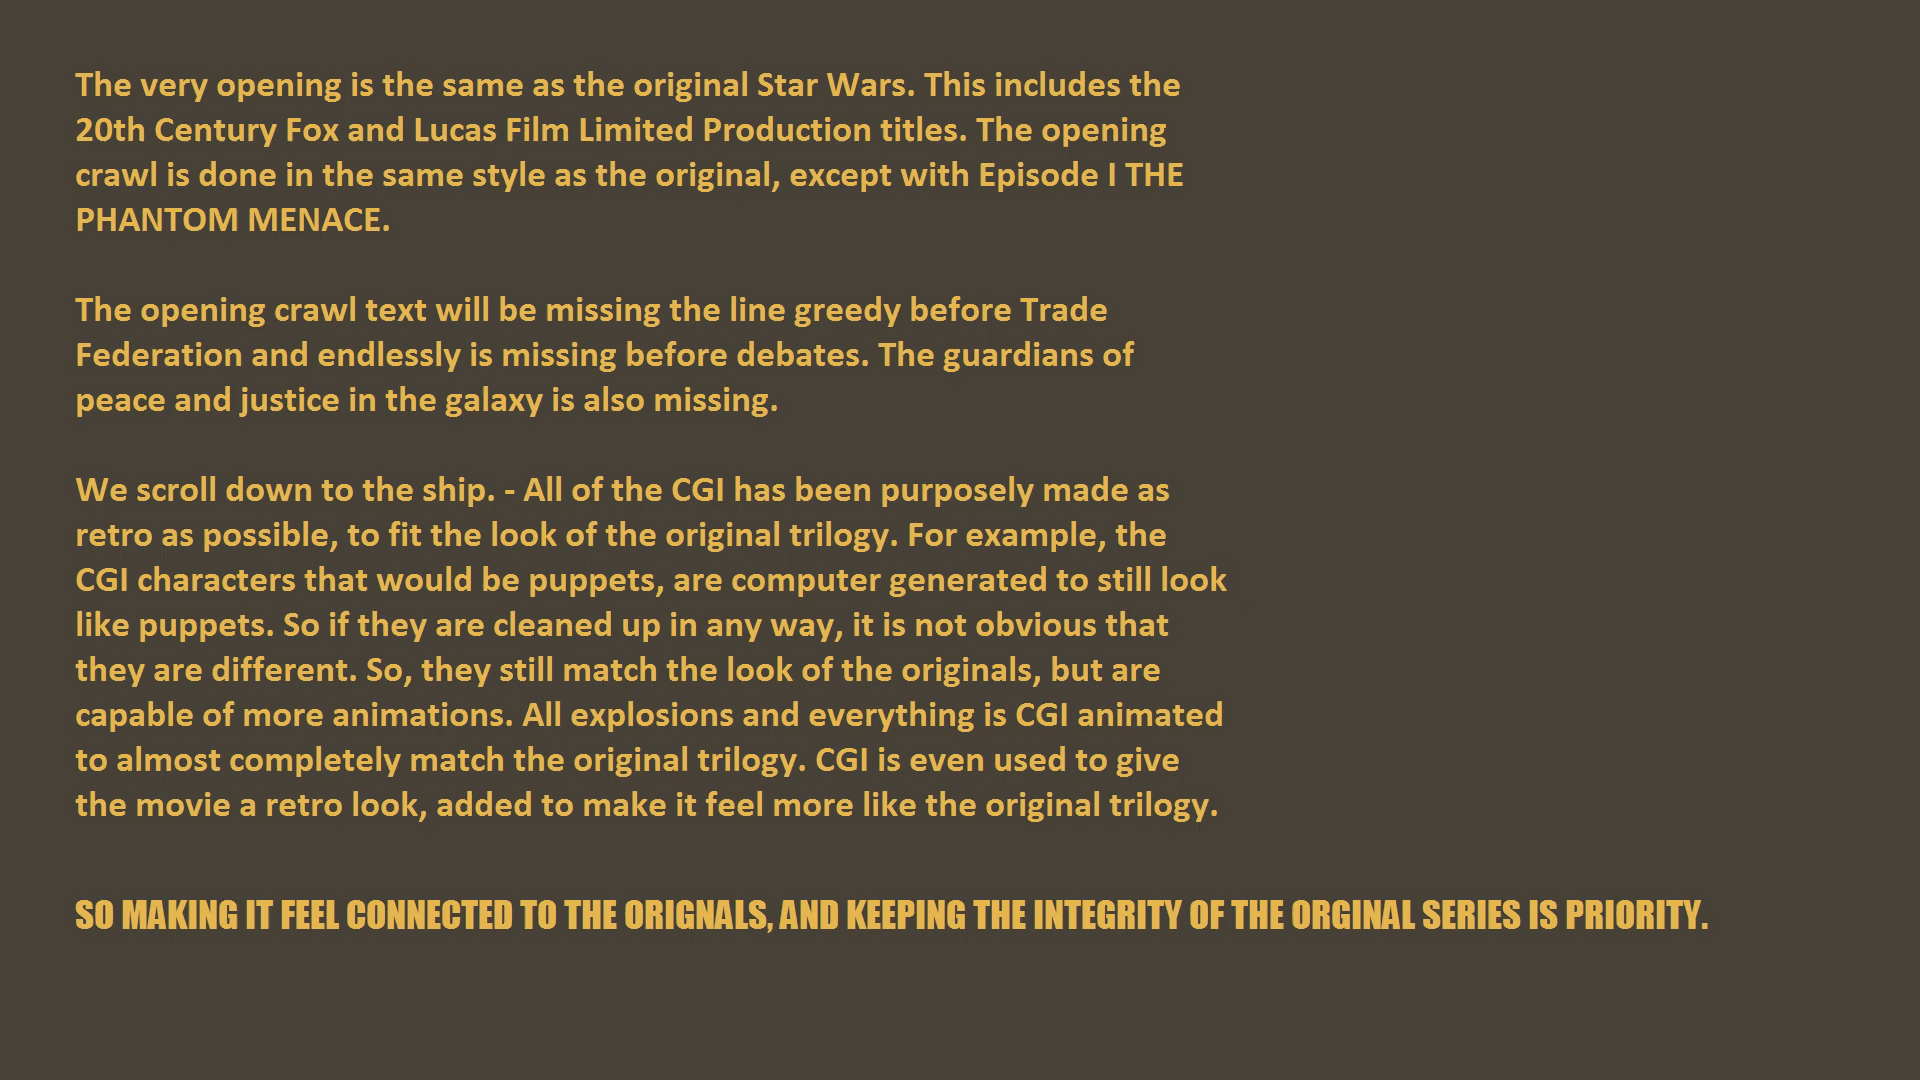 The very opening is the same as the original Star Wars. This includes the
20th Century Fox and Lucas Film Limited Production titles. The opening
crawl is done in the same style as the original, except with Episode I THE
PHANTOM MENACE.
The opening crawl text will be missing the line greedy before Trade
Federation and endlessly is missing before debates. The guardians of
peace and justice in the galaxy is also missing.
We scroll down to the ship. - All of the CGI has been purposely made as
retro as possible, to fit the look of the original trilogy. For example, the
CGI characters that would be puppets, are computer generated to still look
like puppets. So if they are cleaned up in any way, it is not obvious that
they are different. So, they still match the look of the originals, but are
capable of more animations. All explosions and everything is CGI animated
to almost completely match the original trilogy. CGI is even used to give
the movie a retro look, added to make it feel more like the original trilogy.
SO MAKING IT FEEL CONNECTED TO THE ORIGNALS, AND KEEPING THE INTEGRITY OF THE ORGINAL SERIES IS PRIORITY.